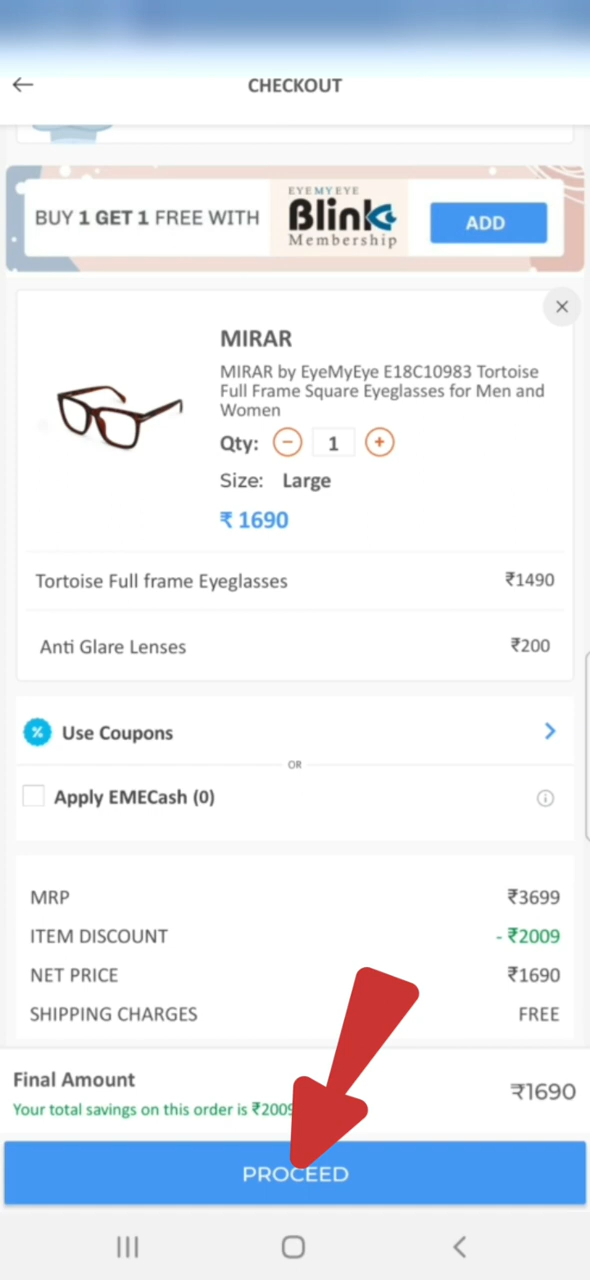 CHECKOUT
BUY 1 GET 1 FREE WITH
EYEMYEYE
Blink
Membership
ADD
MIRAR
MIRAR by EyeMyEye E18C10983 Tortoise
Full Frame Square Eyeglasses for Men and
Women
Qty: − 1 +
Size: Large
₹ 1690
Tortoise Full frame Eyeglasses ₹1490
Anti Glare Lenses ₹200
% Use Coupons
OR
Apply EMECash (0)
MRP ₹3699
ITEM DISCOUNT - ₹2009
NET PRICE ₹1690
SHIPPING CHARGES FREE
Final Amount ₹1690
Your total savings on this order is ₹2009
PROCEED